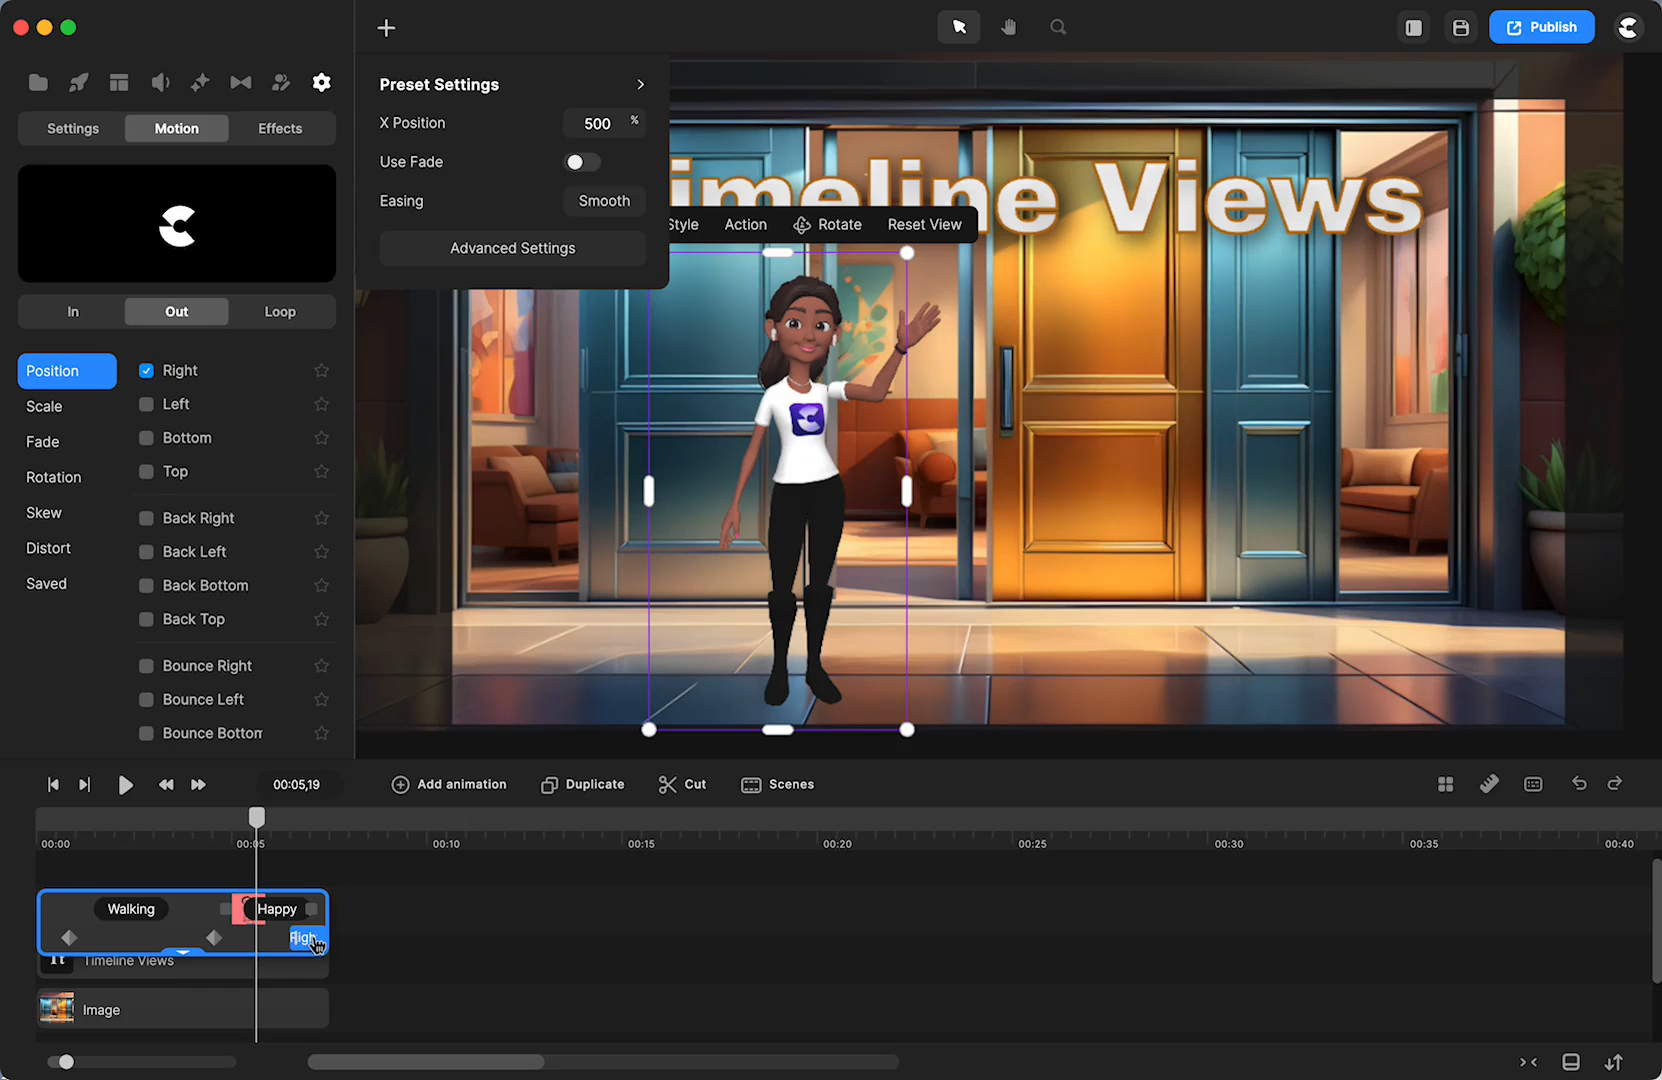 Publish
Preset Settings
X Position 500 %
Use Fade
Easing Smooth
Advanced Settings
Settings Motion Effects
In Out Loop
Position
Scale
Fade
Rotation
Skew
Distort
Saved
Right
Left
Bottom
Top
Back Right
Back Left
Back Bottom
Back Top
Bounce Right
Bounce Left
Bounce Bottom
imeline Views
Style Action Rotate Reset View
00:05,19 Add animation Duplicate Cut Scenes
00:00 00:05 00:10 00:15 00:20 00:25 00:30 00:35 00:40
Walking Happy
Righ
Tt Timeline Views
Image